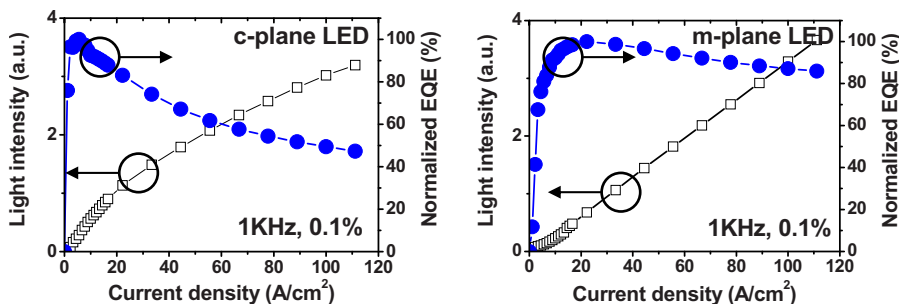 c-plane LED
1KHz, 0.1%
Light intensity (a.u.)
4
2
0
Normalized EQE (%)
100
80
60
40
20
0
0 20 40 60 80 100 120
Current density (A/cm²)
m-plane LED
1KHz, 0.1%
Light intensity (a.u.)
4
2
0
Normalized EQE (%)
100
80
60
40
20
0
0 20 40 60 80 100 120
Current density (A/cm²)